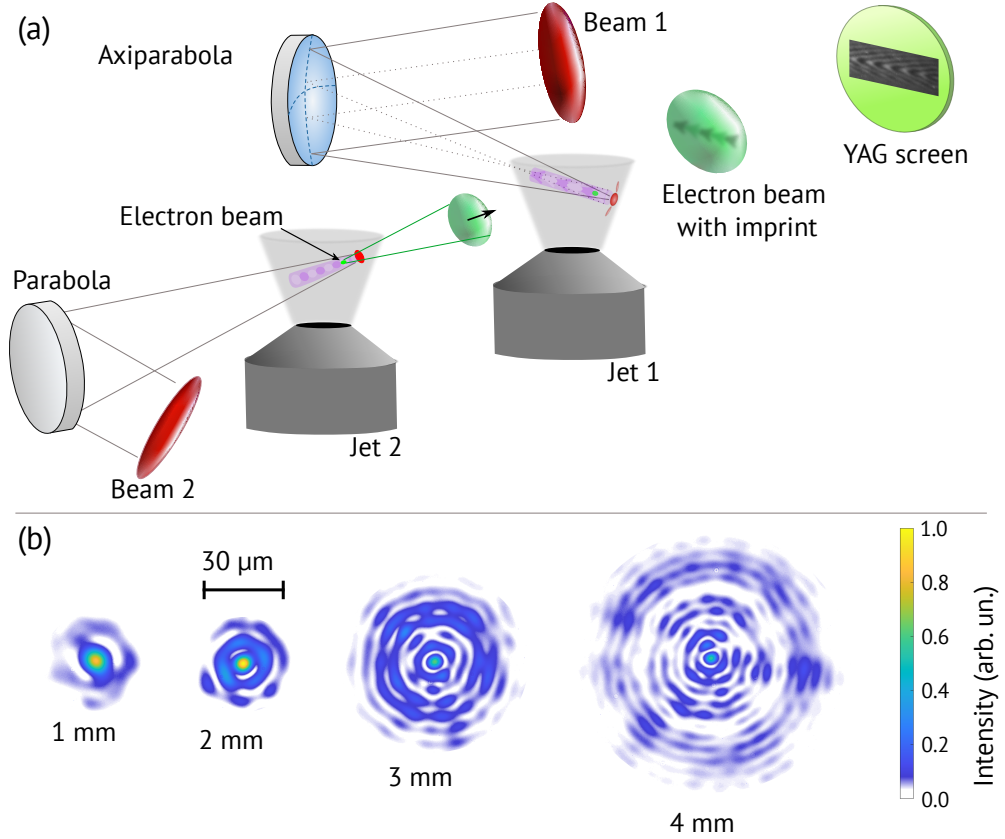 (a)
Beam 1
Axiparabola
YAG screen
Electron beam
with imprint
Electron beam
Parabola
Jet 1
Jet 2
Beam 2
(b)
30 µm
1 mm
2 mm
3 mm
4 mm
1.0
0.8
0.6
0.4
0.2
0.0
Intensity (arb. un.)